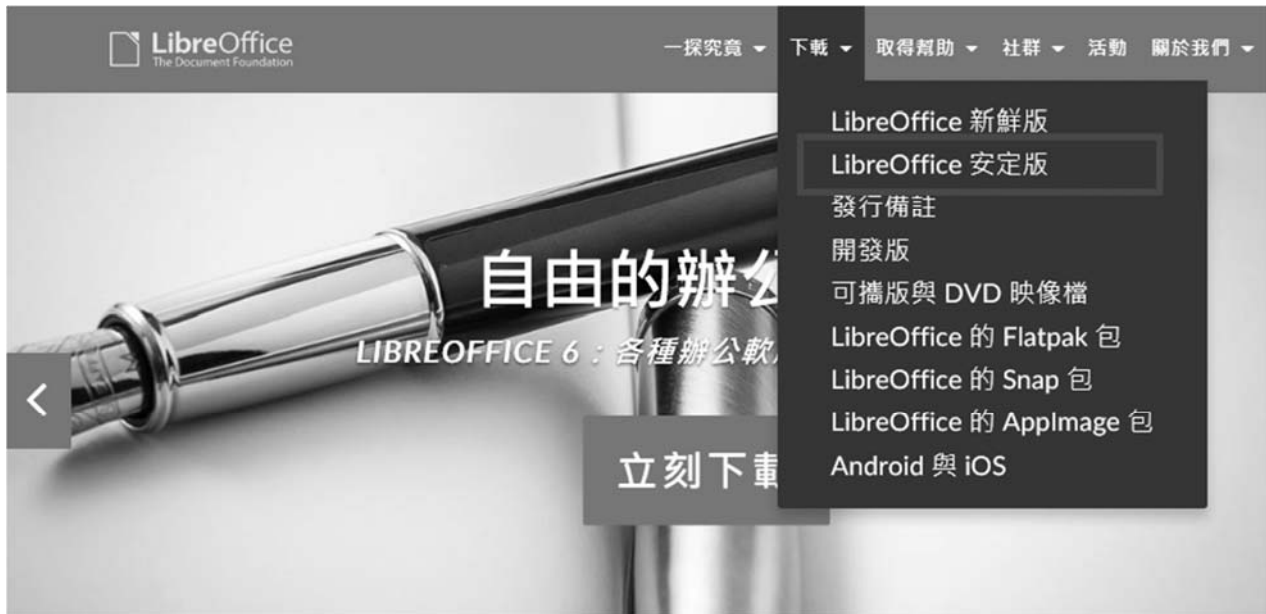 LibreOffice
The Document Foundation
一探究竟 下載 取得幫助 社群 活動 關於我們
LibreOffice 新鮮版
LibreOffice 安定版
發行備註
開發版
可攜版與 DVD 映像檔
LibreOffice 的 Flatpak 包
LibreOffice 的 Snap 包
LibreOffice 的 AppImage 包
Android 與 iOS
自由的辦公
LIBREOFFICE 6：各種辦公軟
立刻下載